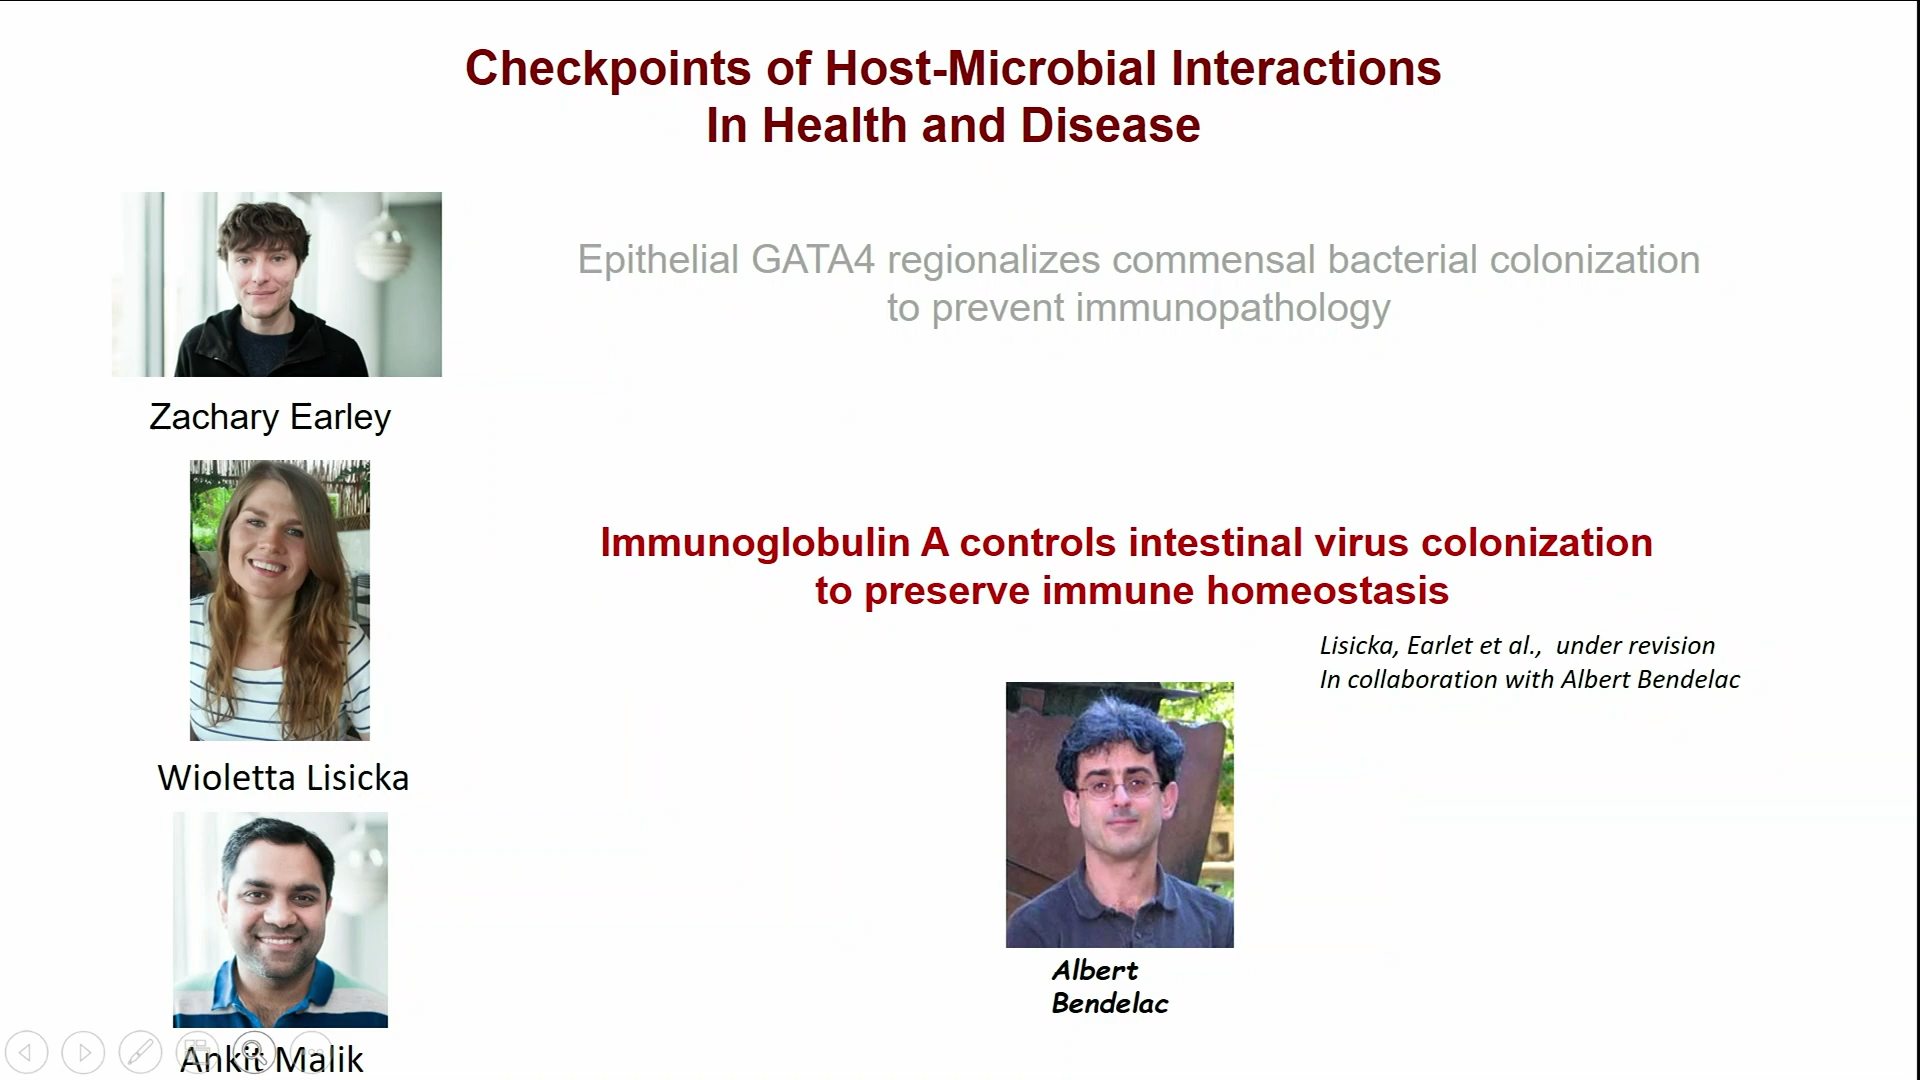 Checkpoints of Host-Microbial Interactions
In Health and Disease
Epithelial GATA4 regionalizes commensal bacterial colonization
to prevent immunopathology
Zachary Earley
Immunoglobulin A controls intestinal virus colonization
to preserve immune homeostasis
Lisicka, Earlet et al., under revision
In collaboration with Albert Bendelac
Wioletta Lisicka
Albert
Bendelac
Ankit Malik